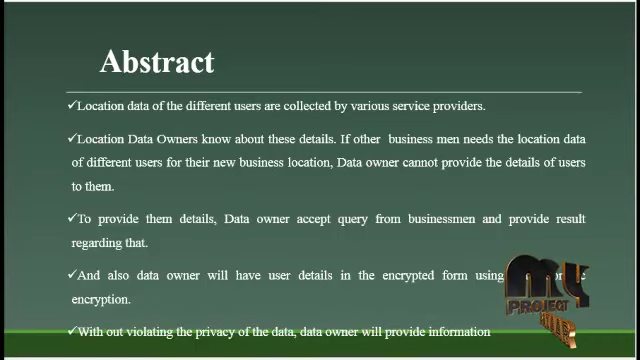 Abstract
✓Location data of the different users are collected by various service providers.
✓Location Data Owners know about these details. If other business men needs the location data
of different users for their new business location, Data owner cannot provide the details of users
to them.
✓To provide them details, Data owner accept query from businessmen and provide result
regarding that.
✓And also data owner will have user details in the encrypted form using
encryption.
✓With out violating the privacy of the data, data owner will provide information
my
PROJECT